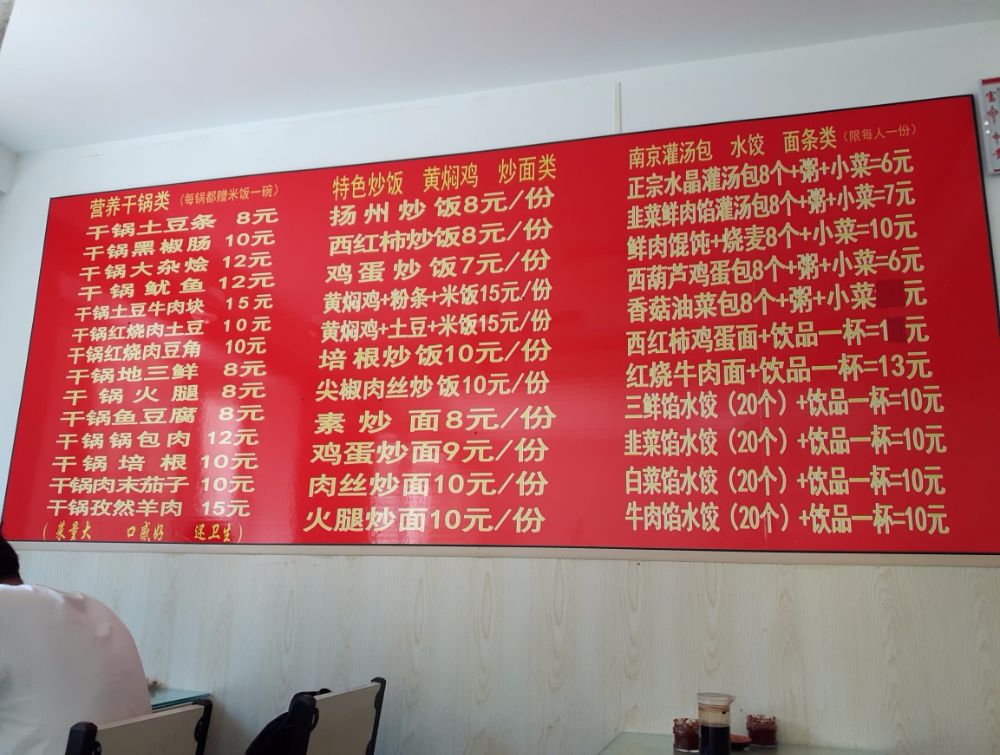 营养干锅类（每锅都赠米饭一碗）
干锅土豆条 8元
干锅黑椒肠 10元
干锅大杂烩 12元
干锅鱿鱼 12元
干锅土豆牛肉块 15元
干锅红烧肉土豆 10元
干锅红烧肉豆角 10元
干锅地三鲜 8元
干锅火腿 8元
干锅鱼豆腐 8元
干锅锅包肉 12元
干锅培根 10元
干锅肉末茄子 10元
干锅孜然羊肉 15元
（菜量大 口感好 还卫生）
特色炒饭 黄焖鸡 炒面类
扬州炒饭8元/份
西红柿炒饭8元/份
鸡蛋炒饭7元/份
黄焖鸡+粉条+米饭15元/份
黄焖鸡+土豆+米饭15元/份
培根炒饭10元/份
尖椒肉丝炒饭10元/份
素炒面8元/份
鸡蛋炒面9元/份
肉丝炒面10元/份
火腿炒面10元/份
南京灌汤包 水饺 面条类（限每人一份）
正宗水晶灌汤包8个+粥+小菜=6元
韭菜鲜肉馅灌汤包8个+粥+小菜=7元
鲜肉馄饨+烧麦8个+小菜=10元
西葫芦鸡蛋包8个+粥+小菜=6元
香菇油菜包8个+粥+小菜 元
西红柿鸡蛋面+饮品一杯=1 元
红烧牛肉面+饮品一杯=13元
三鲜馅水饺（20个）+饮品一杯=10元
韭菜馅水饺（20个）+饮品一杯=10元
白菜馅水饺（20个）+饮品一杯=10元
牛肉馅水饺（20个）+饮品一杯=10元